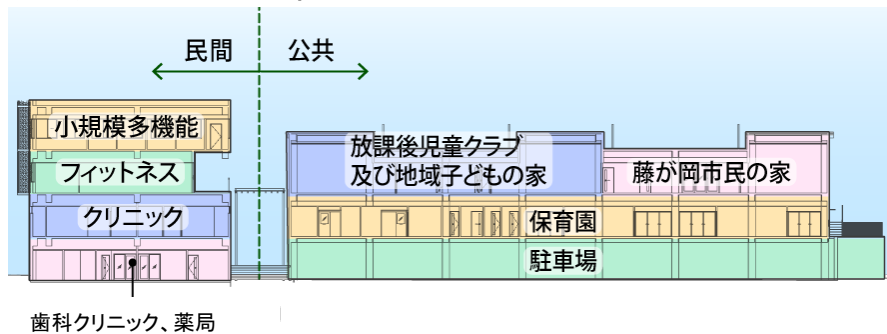 民間 公共
小規模多機能
フィットネス
クリニック
歯科クリニック、薬局
放課後児童クラブ
及び地域子どもの家
藤が岡市民の家
保育園
駐車場